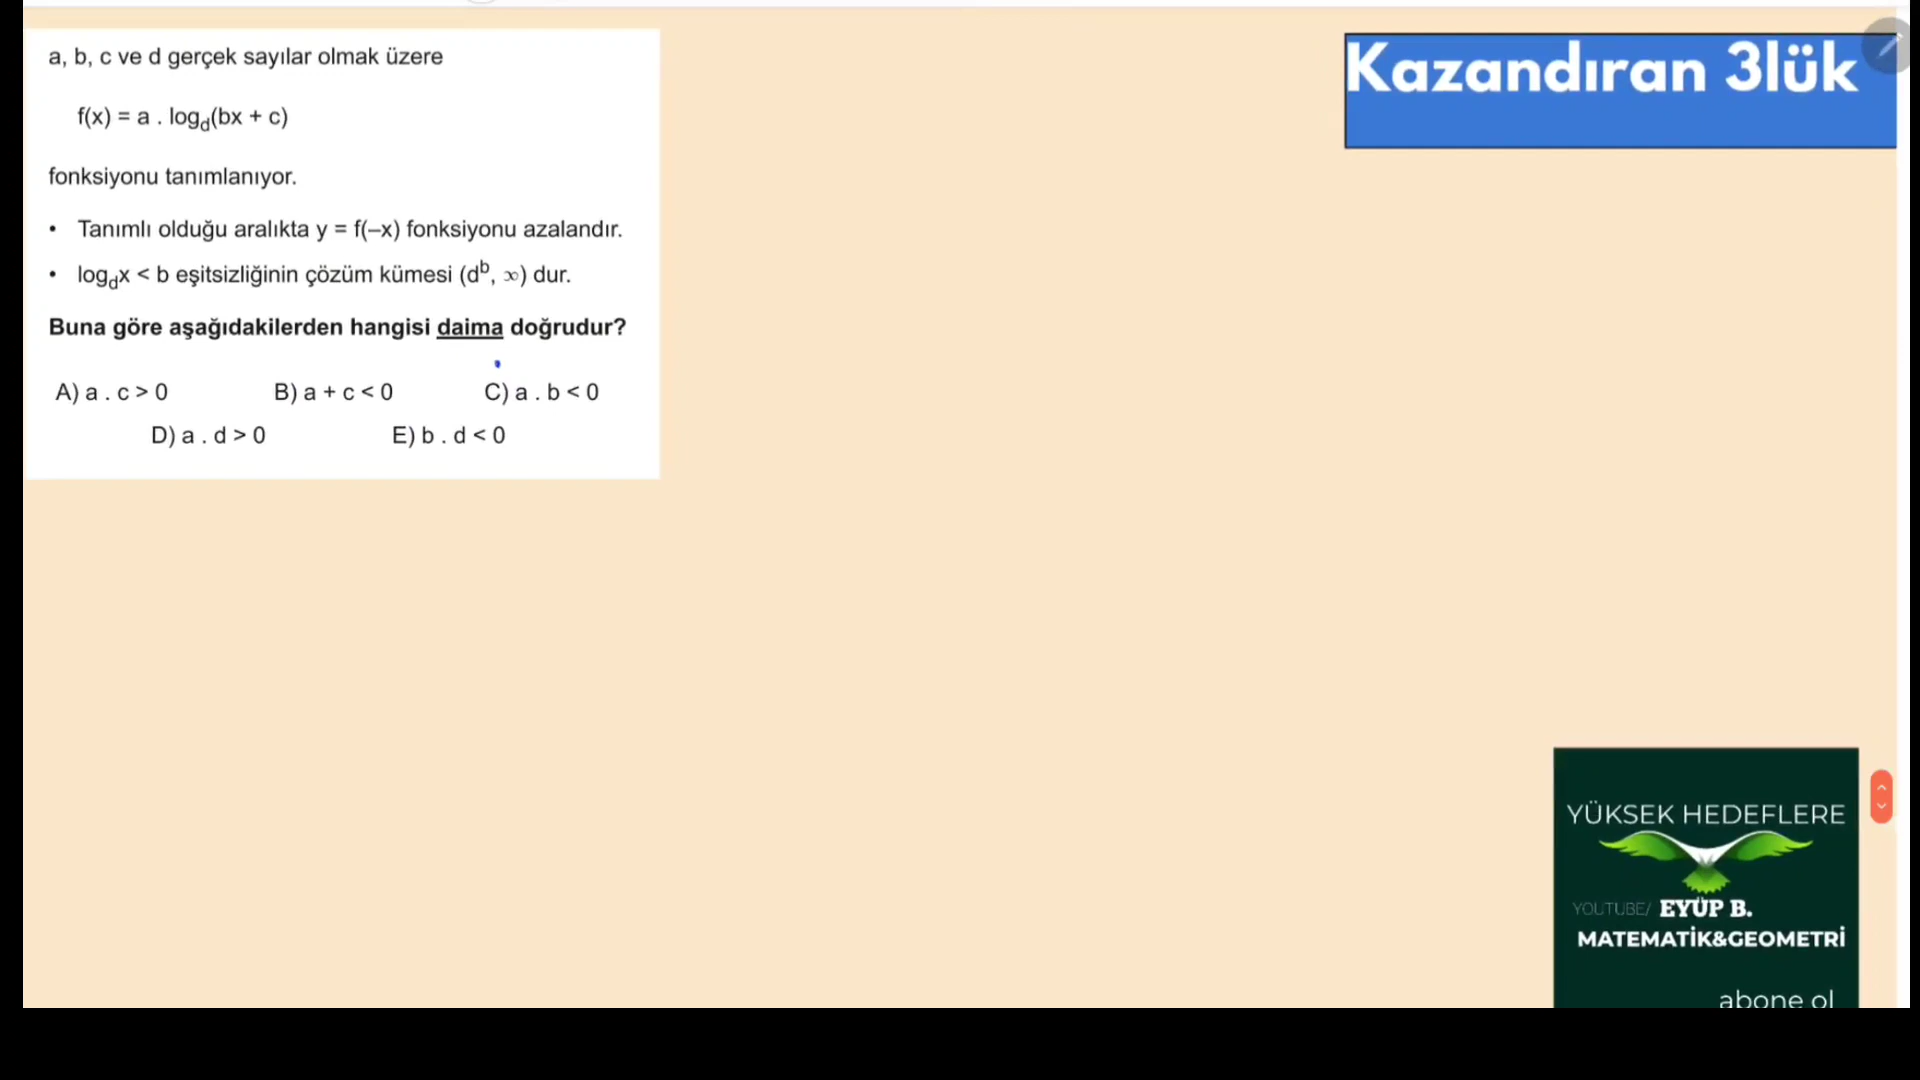 a, b, c ve d gerçek sayılar olmak üzere
f(x) = a . log_d(bx + c)
fonksiyonu tanımlanıyor.
• Tanımlı olduğu aralıkta y = f(–x) fonksiyonu azalandır.
• log_dx < b eşitsizliğinin çözüm kümesi (d^b, ∞) dur.
Buna göre aşağıdakilerden hangisi daima doğrudur?
A) a . c > 0 B) a + c < 0 C) a . b < 0
D) a . d > 0 E) b . d < 0
Kazandıran 3lük
YÜKSEK HEDEFLERE
YOUTUBE/ EYÜP B.
MATEMATİK&GEOMETRİ
abone ol